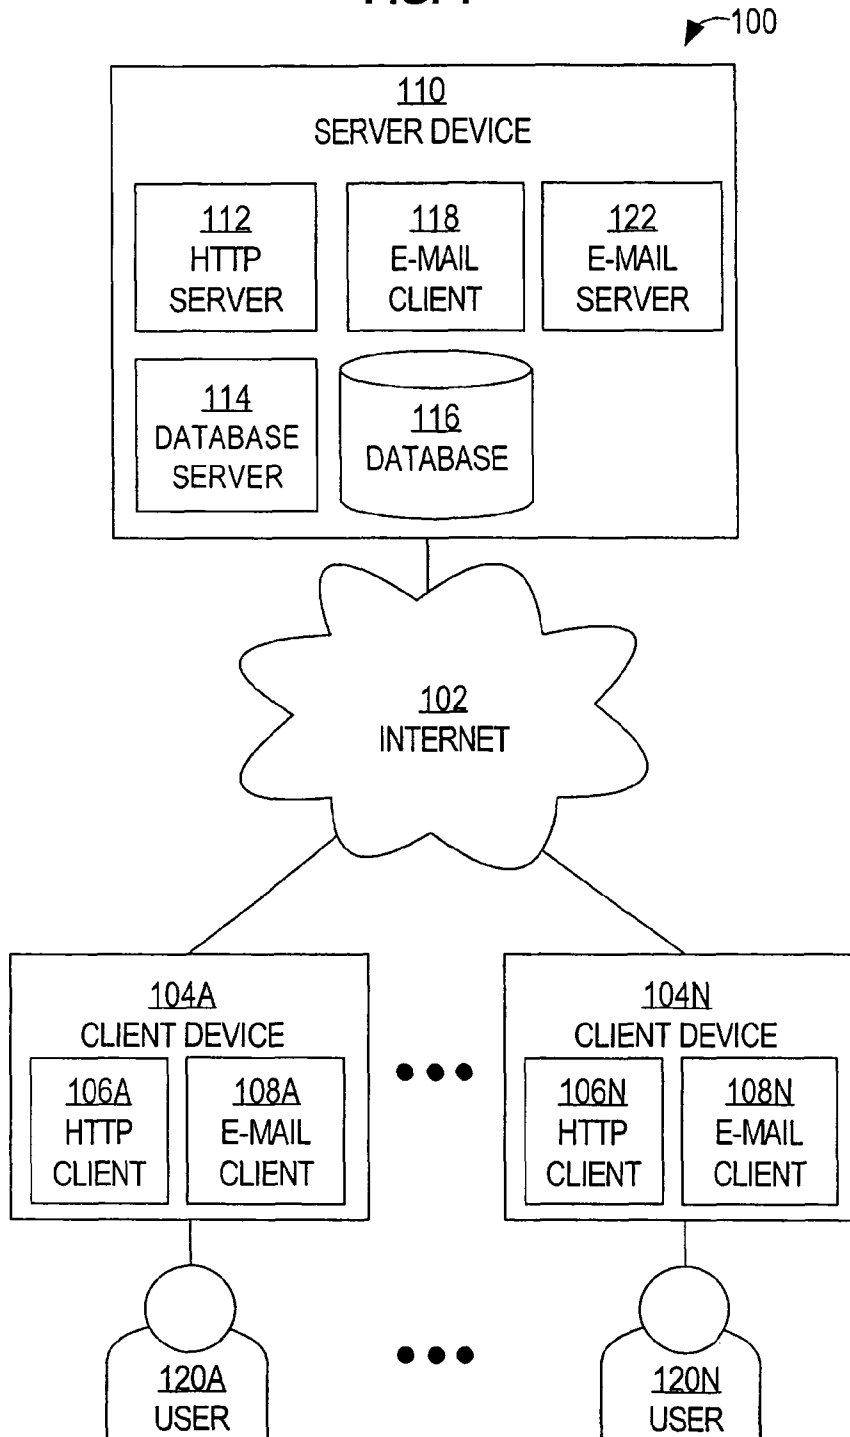 100
110
SERVER DEVICE
112
HTTP
SERVER
118
E-MAIL
CLIENT
122
E-MAIL
SERVER
114
DATABASE
SERVER
116
DATABASE
102
INTERNET
104A
CLIENT DEVICE
106A
HTTP
CLIENT
108A
E-MAIL
CLIENT
104N
CLIENT DEVICE
106N
HTTP
CLIENT
108N
E-MAIL
CLIENT
120A
USER
120N
USER